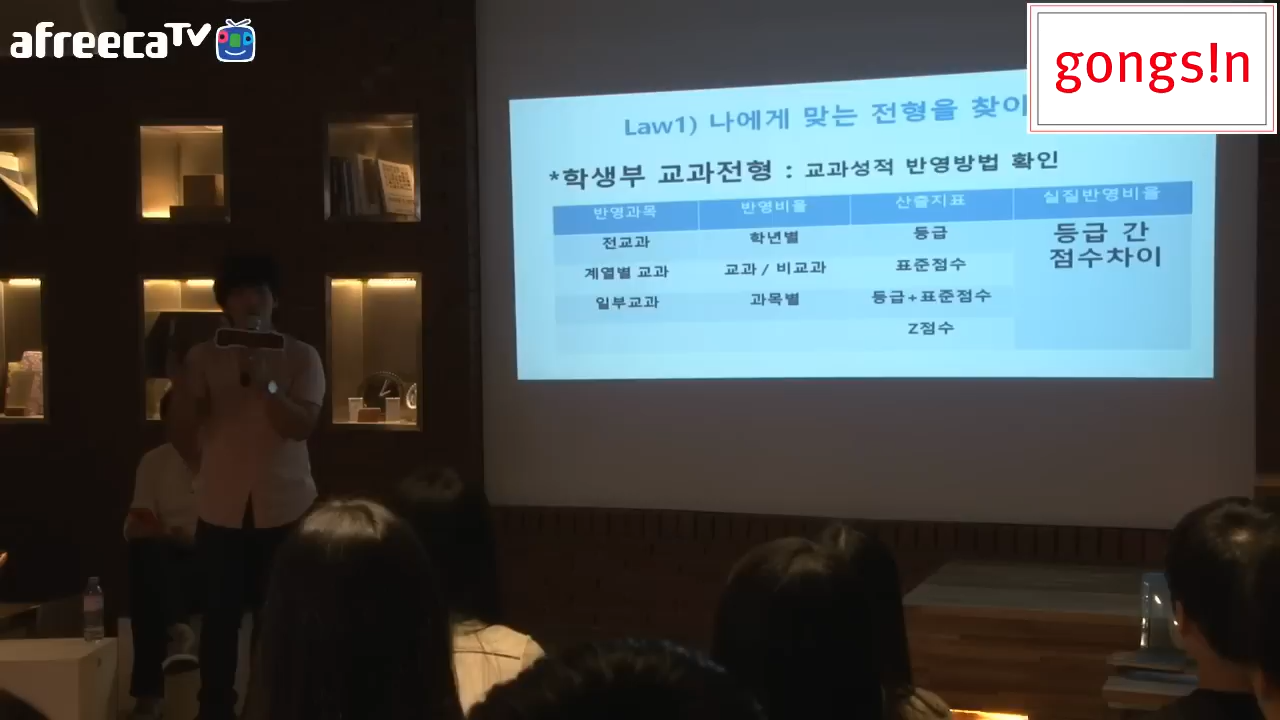 afreecaTV
gongs!n
Law1) 나에게 맞는 전형을 찾아
*학생부 교과전형 : 교과성적 반영방법 확인
반영과목 반영비율 산출지표 실질반영비율
전교과 학년별 등급 등급 간 점수차이
계열별 교과 교과 / 비교과 표준점수
일부교과 과목별 등급+표준점수
Z점수